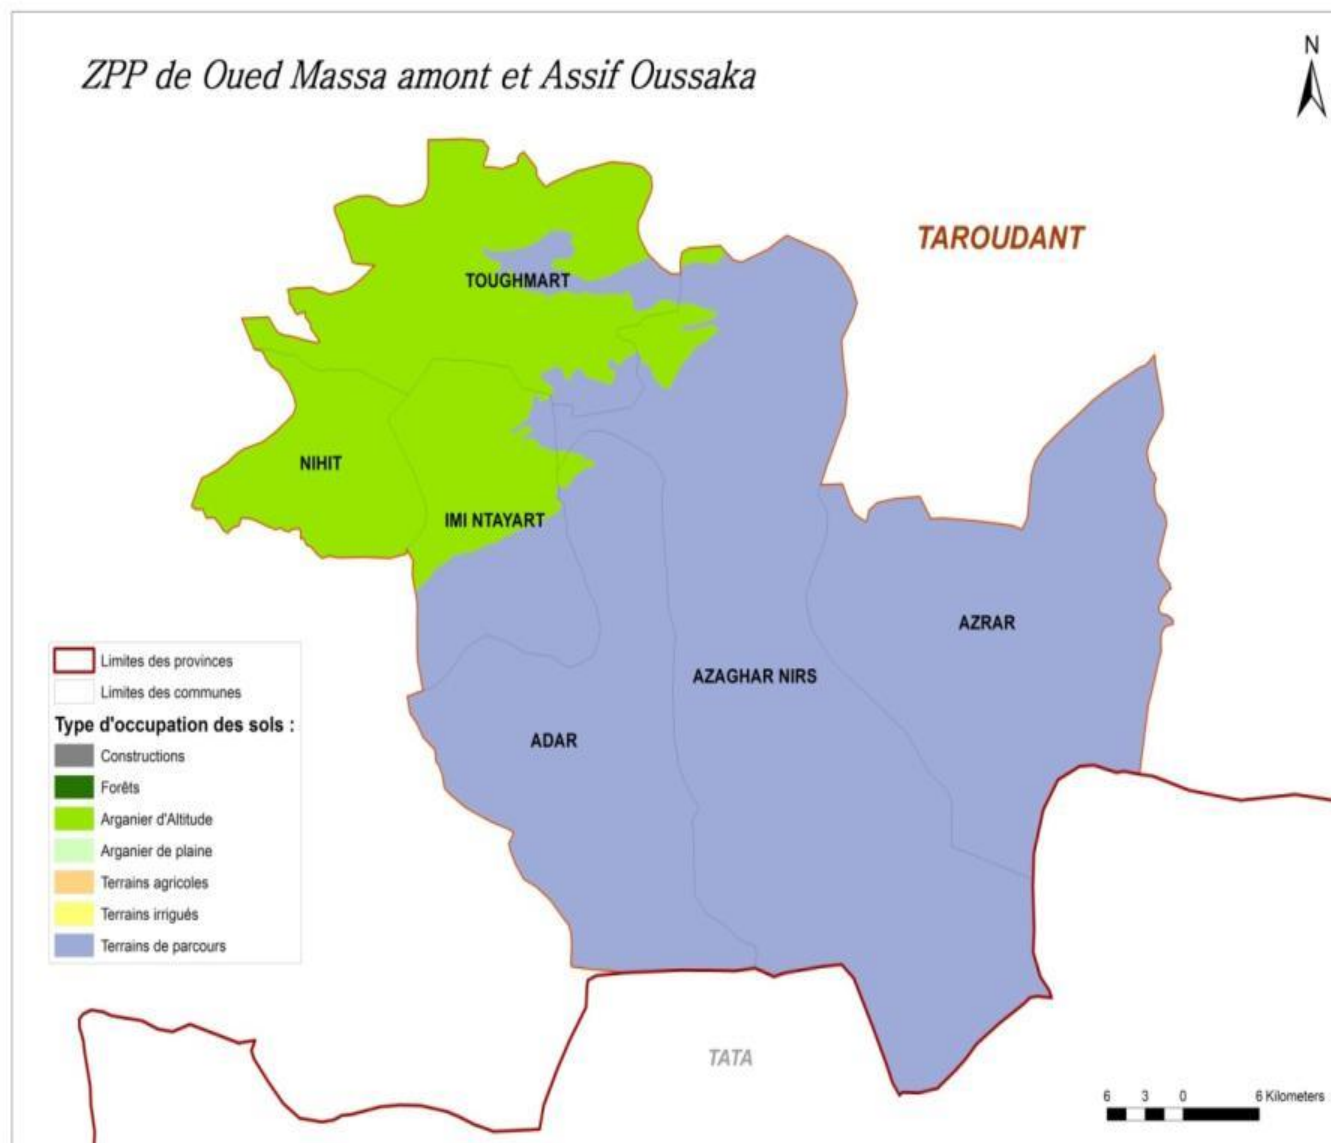 N
ZPP de Oued Massa amont et Assif Oussaka
TAROUDANT
TOUGHMART
NIHIT
IMI NTAYART
AZRAR
AZAGHAR NIRS
ADAR
Limites des provinces
Limites des communes
Type d'occupation des sols :
Constructions
Forêts
Arganier d'Altitude
Arganier de plaine
Terrains agricoles
Terrains irrigués
Terrains de parcours
TATA
6 3 0 6 Kilometers